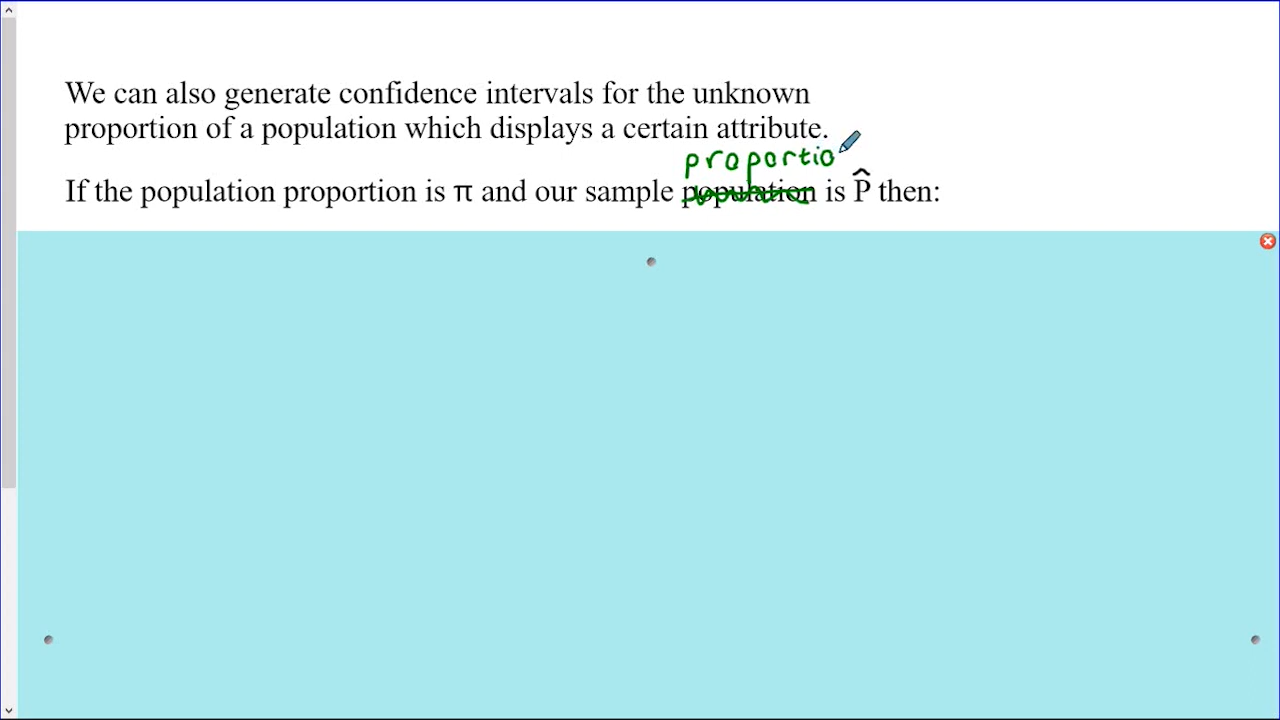 We can also generate confidence intervals for the unknown
proportion of a population which displays a certain attribute.
proportio
If the population proportion is π and our sample population is P̂ then: